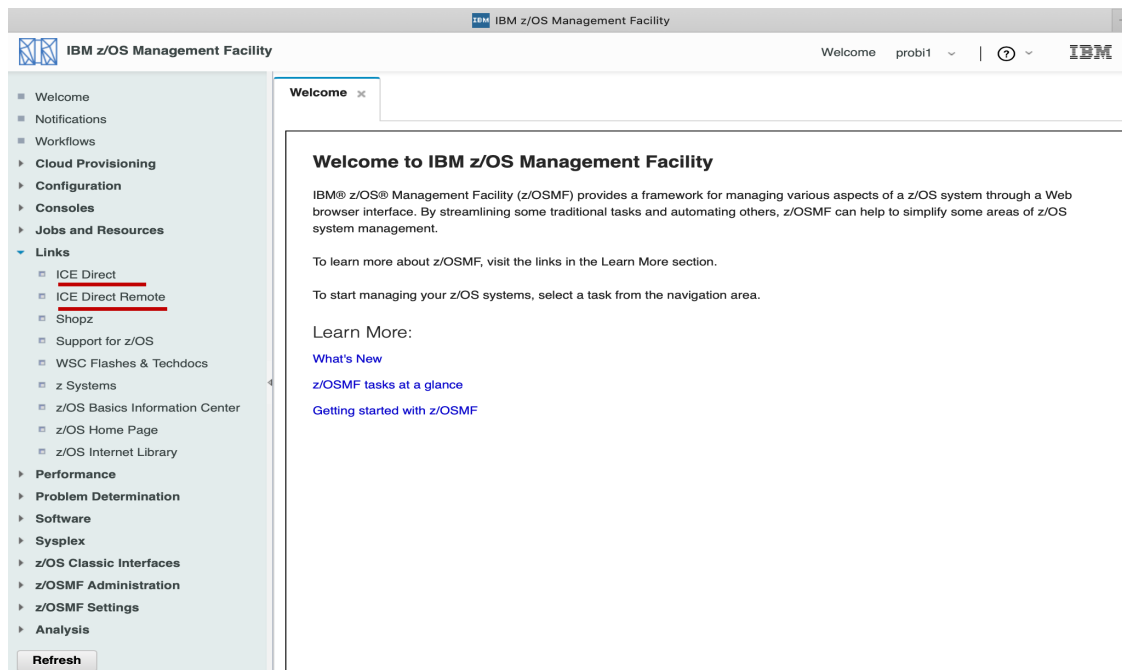 IBM IBM z/OS Management Facility
IBM z/OS Management Facility
Welcome probi1
?
IBM
Welcome
Notifications
Workflows
Cloud Provisioning
Configuration
Consoles
Jobs and Resources
Links
ICE Direct
ICE Direct Remote
Shopz
Support for z/OS
WSC Flashes & Techdocs
z Systems
z/OS Basics Information Center
z/OS Home Page
z/OS Internet Library
Performance
Problem Determination
Software
Sysplex
z/OS Classic Interfaces
z/OSMF Administration
z/OSMF Settings
Analysis
Refresh
Welcome x
Welcome to IBM z/OS Management Facility
IBM® z/OS® Management Facility (z/OSMF) provides a framework for managing various aspects of a z/OS system through a Web
browser interface. By streamlining some traditional tasks and automating others, z/OSMF can help to simplify some areas of z/OS
system management.
To learn more about z/OSMF, visit the links in the Learn More section.
To start managing your z/OS systems, select a task from the navigation area.
Learn More:
What's New
z/OSMF tasks at a glance
Getting started with z/OSMF